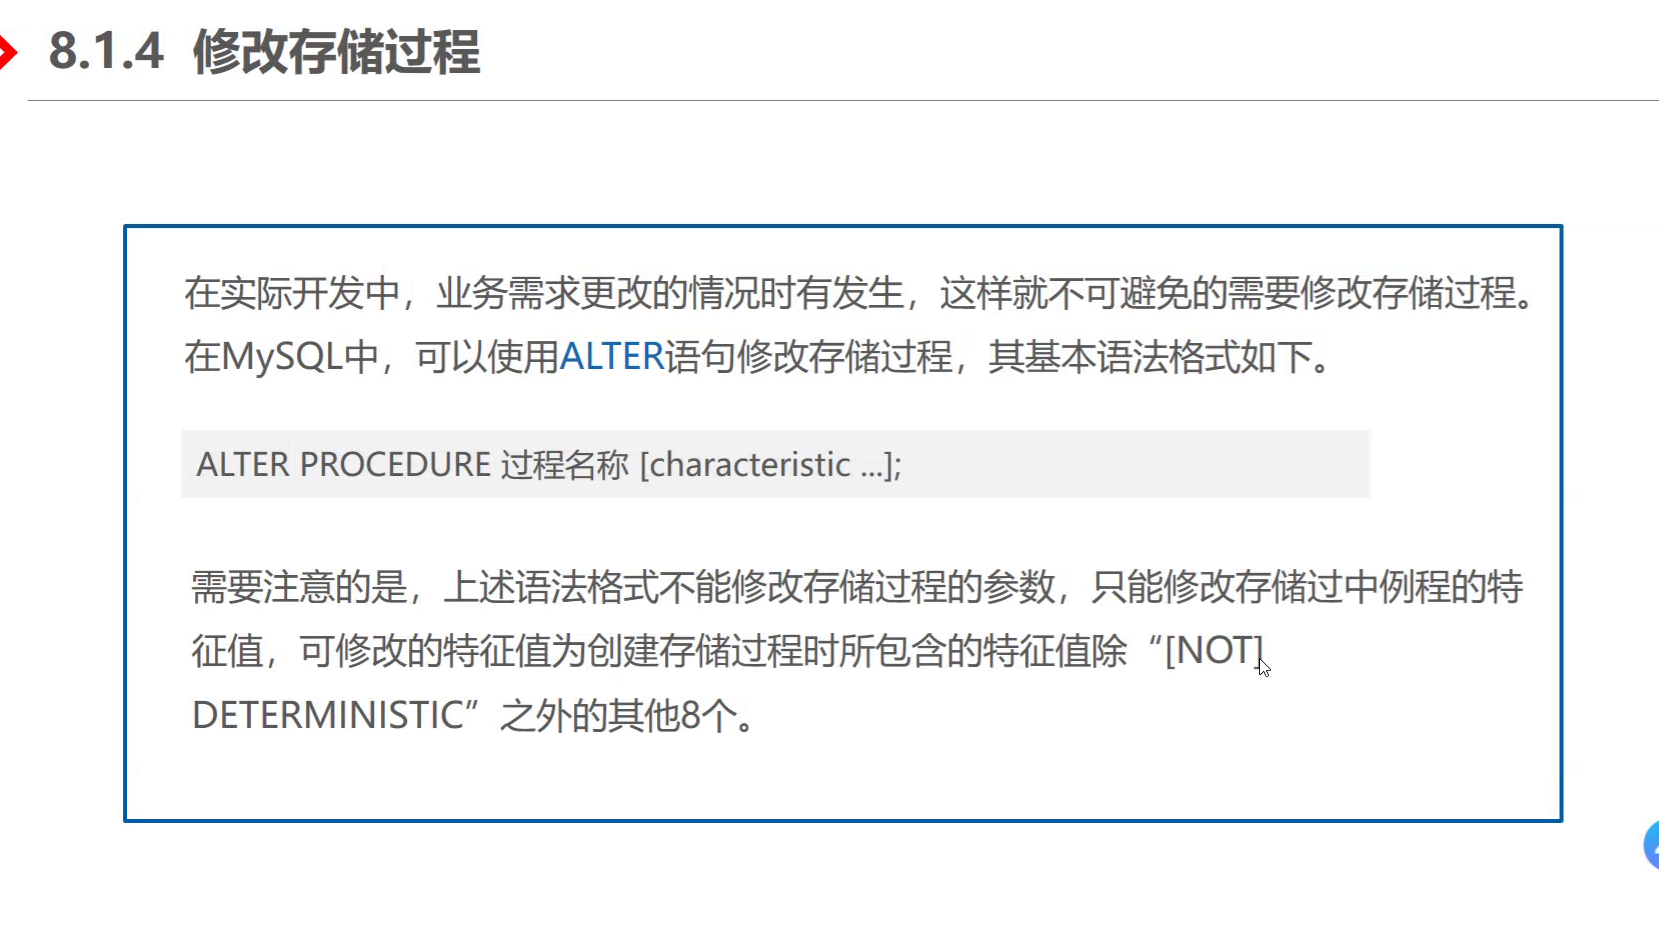 8.1.4 修改存储过程
在实际开发中，业务需求更改的情况时有发生，这样就不可避免的需要修改存储过程。
在MySQL中，可以使用ALTER语句修改存储过程，其基本语法格式如下。
ALTER PROCEDURE 过程名称 [characteristic ...];
需要注意的是，上述语法格式不能修改存储过程的参数，只能修改存储过中例程的特
征值，可修改的特征值为创建存储过程时所包含的特征值除“[NOT]
DETERMINISTIC”之外的其他8个。